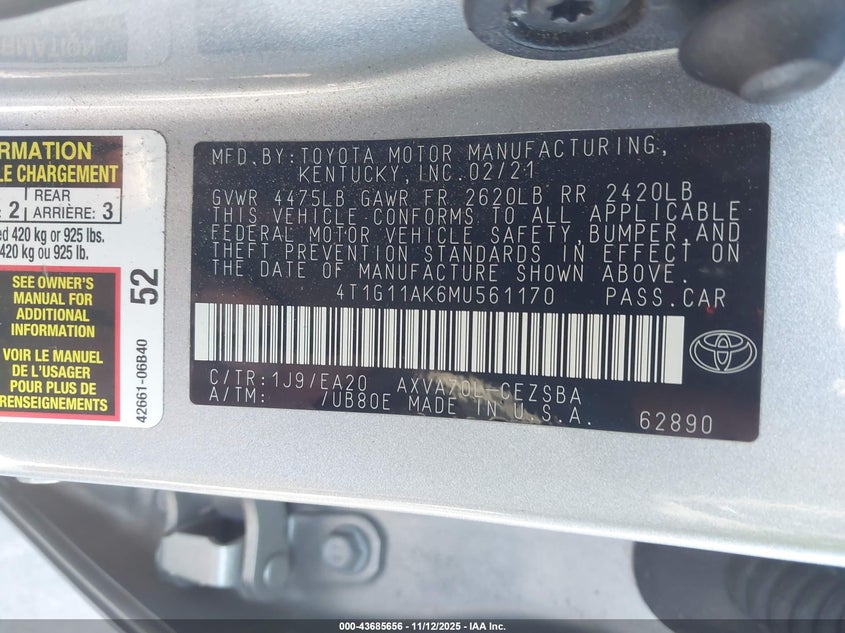 RMATION
RMATION
LE CHARGEMENT
2 REAR
ARRIÈRE: 3
ed 420 kg or 925 lbs.
420 kg ou 925 lb.
SEE OWNER'S
MANUAL FOR
ADDITIONAL
INFORMATION
VOIR LE MANUEL
DE L'USAGER
POUR PLUS DE
RENSEIGNEMENTS
52
42661-06B40
MFD.BY:TOYOTA MOTOR MANUFACTURING,
KENTUCKY, INC.02/21
GVWR 4475LB GAWR FR 2620LB RR 2420LB
THIS VEHICLE CONFORMS TO ALL APPLICABLE
FEDERAL MOTOR VEHICLE SAFETY,BUMPER,AND
THEFT PREVENTION STANDARDS IN EFFECT ON
THE DATE OF MANUFACTURE SHOWN ABOVE.
4T1G11AK6MU561170 PASS.CAR
C/TR:1J9/EA20 AXVA70L-CEZSBA
A/TM: /UB80E MADE IN U.S.A.
62890
000-43685656 - 11/12/2025 - IAA Inc.